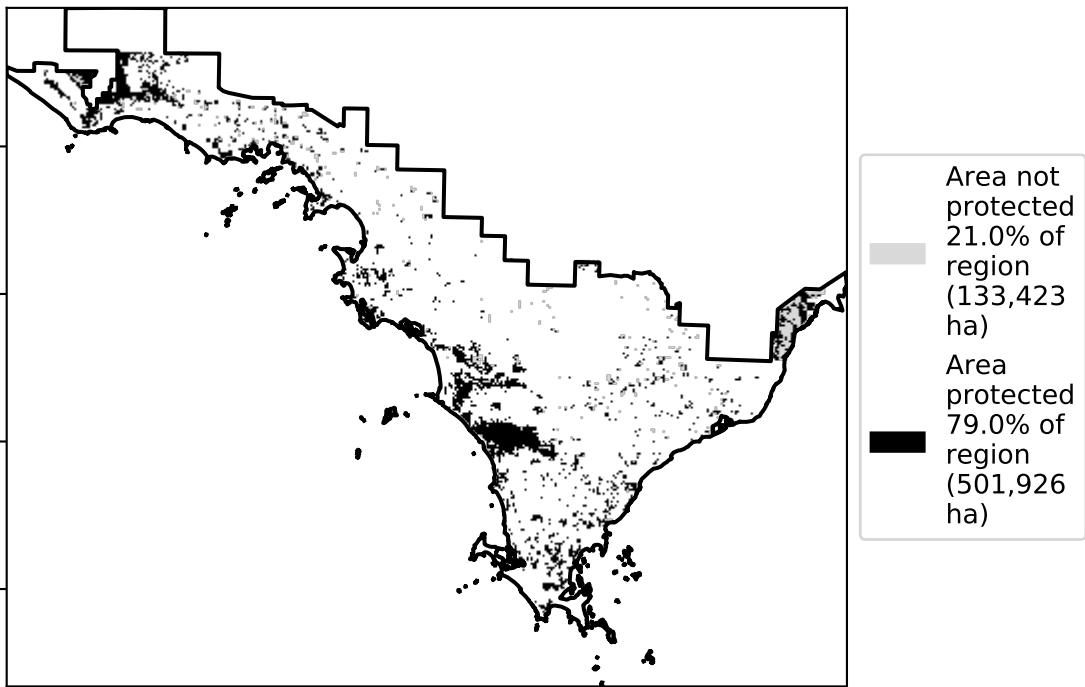 Area not
protected
21.0% of
region
(133,423
ha)
Area
protected
79.0% of
region
(501,926
ha)